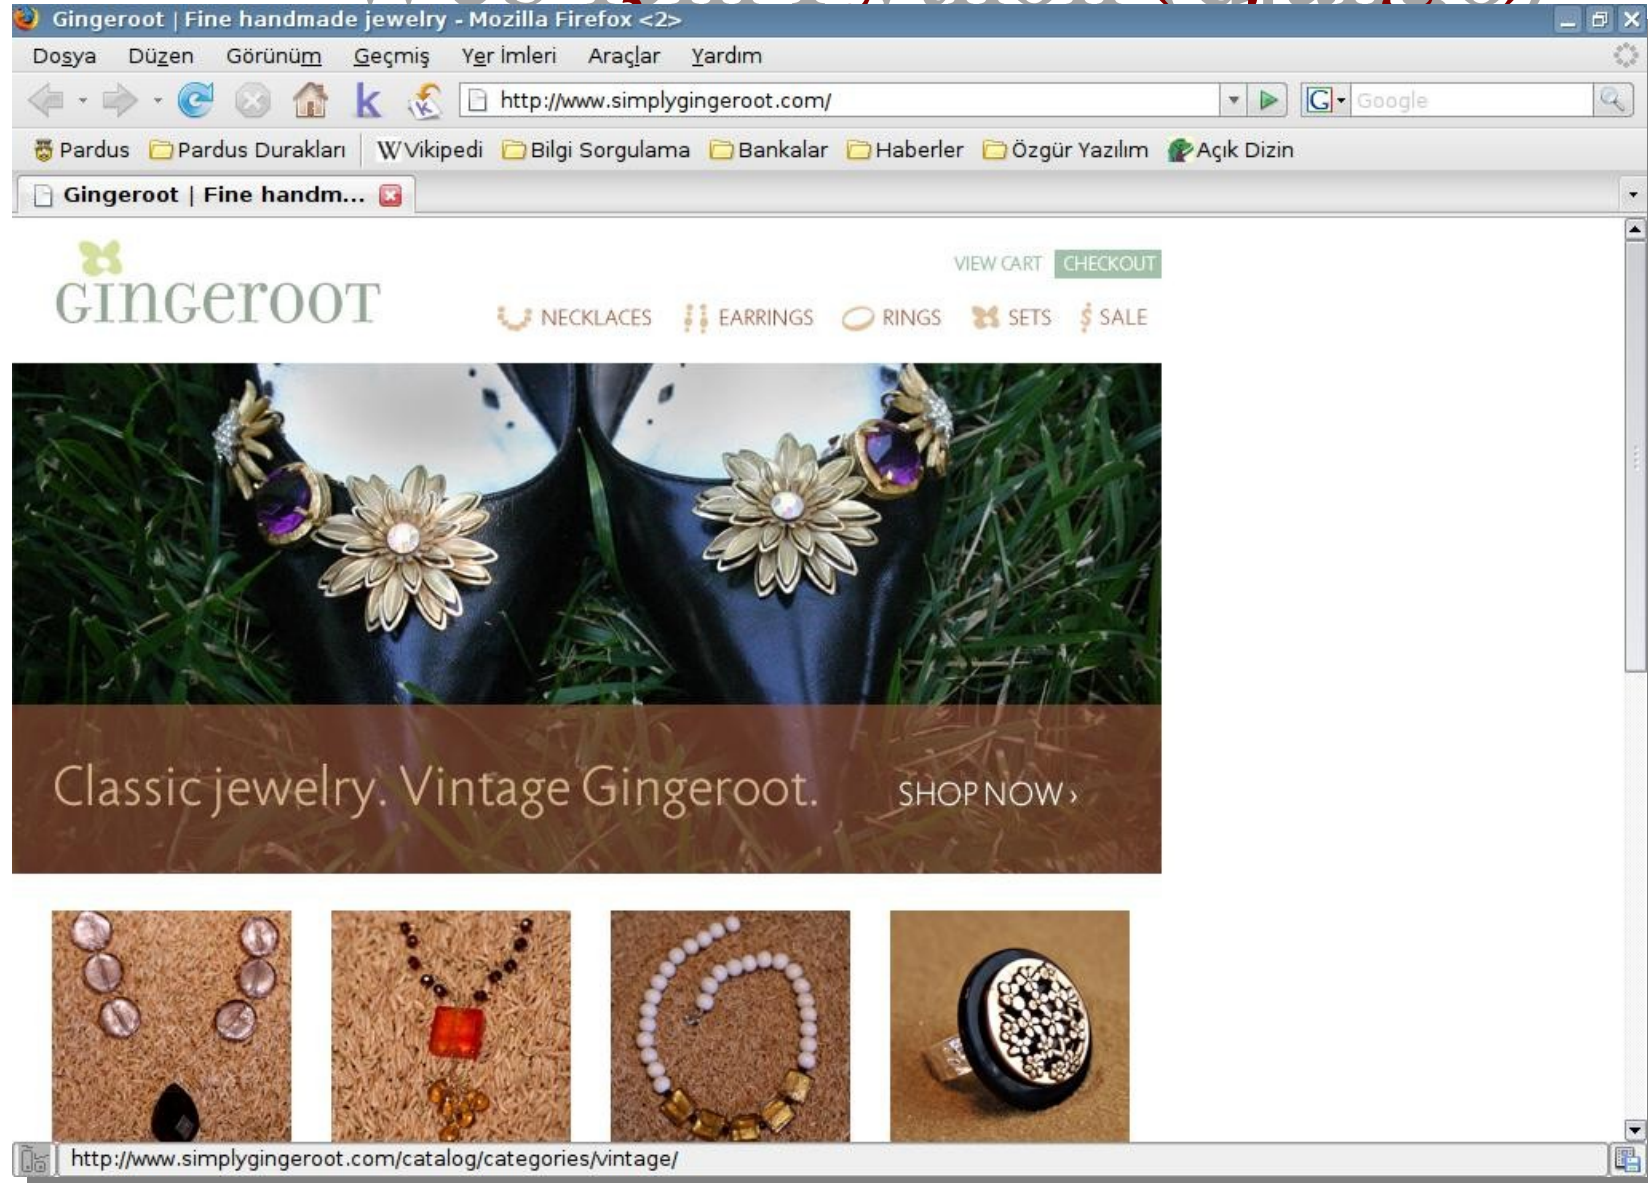 Gingeroot | Fine handmade jewelry - Mozilla Firefox <2>
Dosya Düzen Görünüm Geçmiş Yer İmleri Araçlar Yardım
http://www.simplygingeroot.com/ Google
Pardus Pardus Durakları Vikipedi Bilgi Sorgulama Bankalar Haberler Özgür Yazılım Açık Dizin
Gingeroot | Fine handm...
VIEW CART CHECKOUT
GINGEROOT
NECKLACES EARRINGS RINGS SETS SALE
Classic jewelry. Vintage Gingeroot. SHOP NOW ›
http://www.simplygingeroot.com/catalog/categories/vintage/